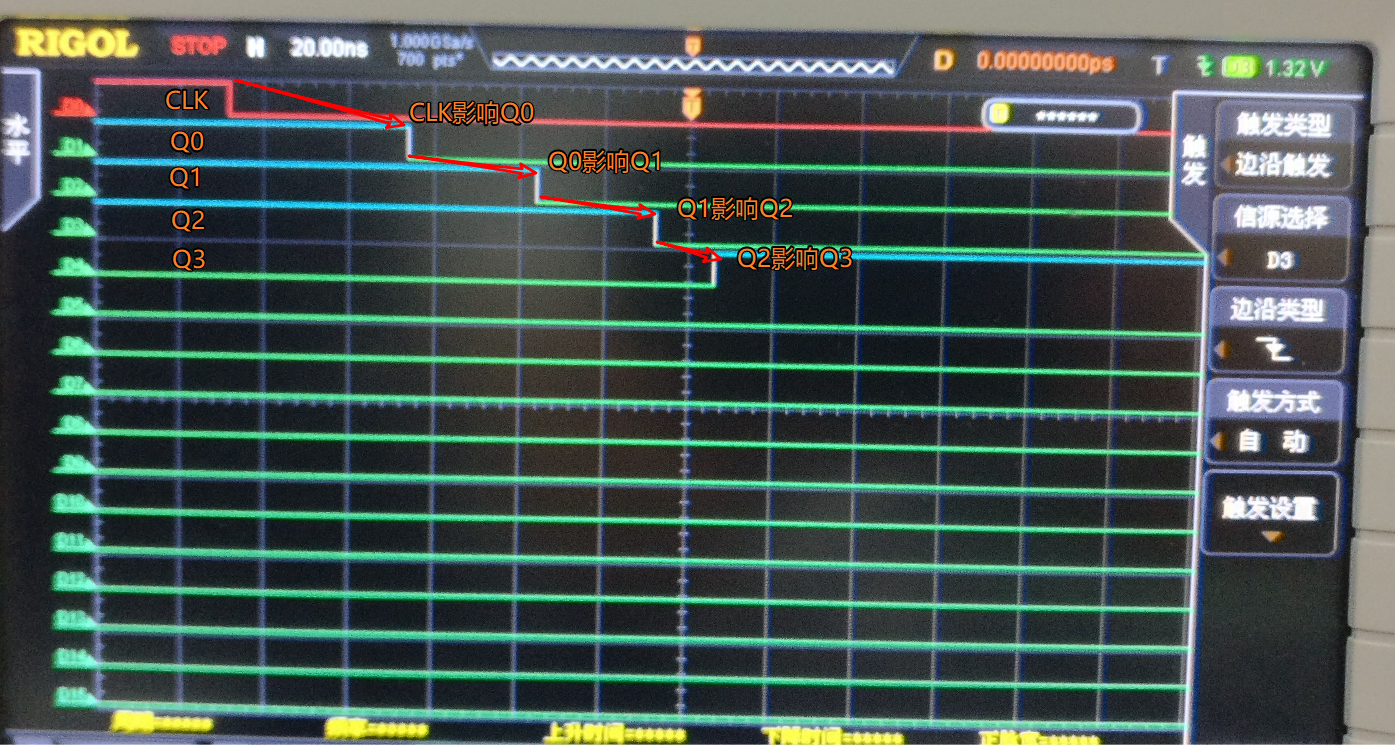 RIGOL
STOP
H
20.00ns
1.000GSa/s
700 pts
T
D
0.00000000ps
T
D3
1.32V
水平
T
******
触发
触发类型
边沿触发
信源选择
D3
边沿类型
触发方式
自 动
触发设置
D0
CLK
CLK影响Q0
D1
Q0
Q0影响Q1
D2
Q1
Q1影响Q2
D3
Q2
Q2影响Q3
D4
Q3
D5
D6
D7
D8
D9
D10
D11
D12
D13
D14
D15
周期=*****
频率=*****
上升时间=*****
下降时间=*****
正脉宽=*****